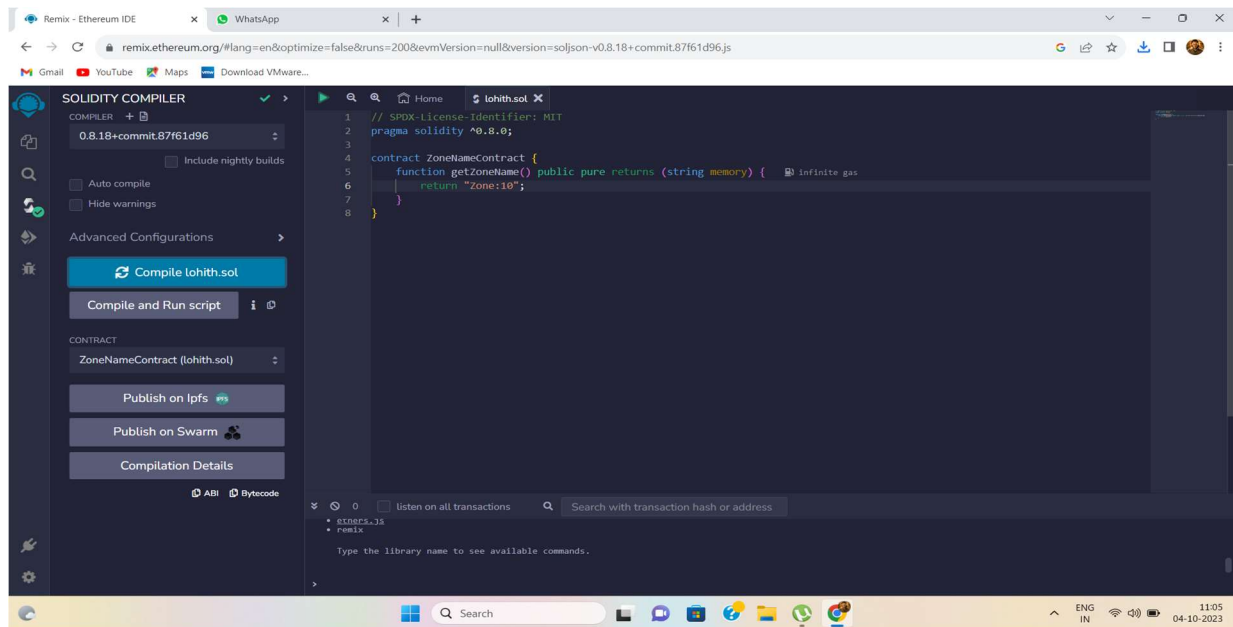 Remix - Ethereum IDE
WhatsApp
remix.ethereum.org/#lang=en&optimize=false&runs=200&evmVersion=null&version=soljson-v0.8.18+commit.87f61d96.js
Gmail YouTube Maps Download VMware...
SOLIDITY COMPILER
COMPILER
0.8.18+commit.87f61d96
Include nightly builds
Auto compile
Hide warnings
Advanced Configurations
Compile lohith.sol
Compile and Run script
CONTRACT
ZoneNameContract (lohith.sol)
Publish on Ipfs
Publish on Swarm
Compilation Details
ABI Bytecode
Home lohith.sol
1 // SPDX-License-Identifier: MIT
2 pragma solidity ^0.8.0;
3
4 contract ZoneNameContract {
5 function getZoneName() public pure returns (string memory) { infinite gas
6 return "Zone:10";
7 }
8 }
0 listen on all transactions Search with transaction hash or address
• ethers.js
• remix
Type the library name to see available commands.
>
Search
ENG
IN
11:05
04-10-2023